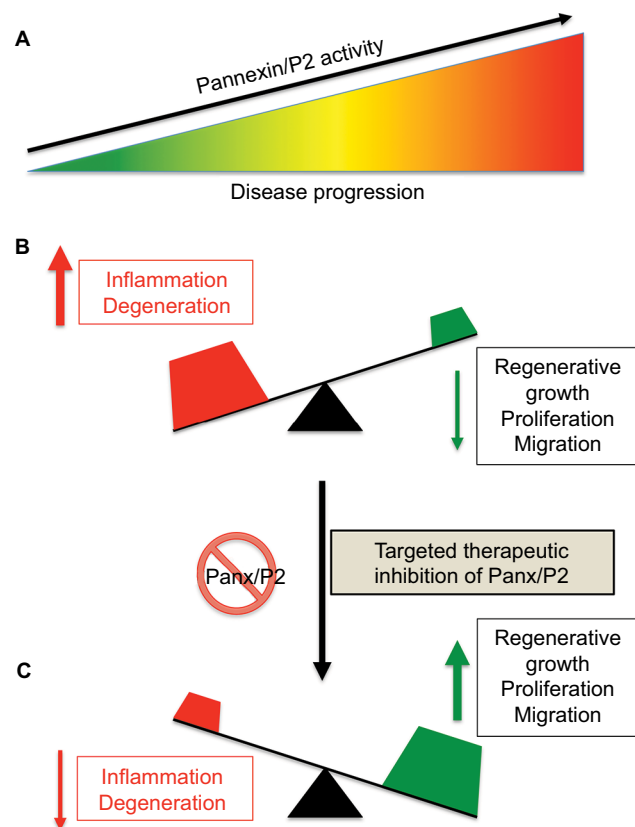 A
Pannexin/P2 activity
Disease progression
B
Inflammation
Degeneration
Regenerative
growth
Proliferation
Migration
Panx/P2
Targeted therapeutic
inhibition of Panx/P2
Regenerative
growth
Proliferation
Migration
C
Inflammation
Degeneration